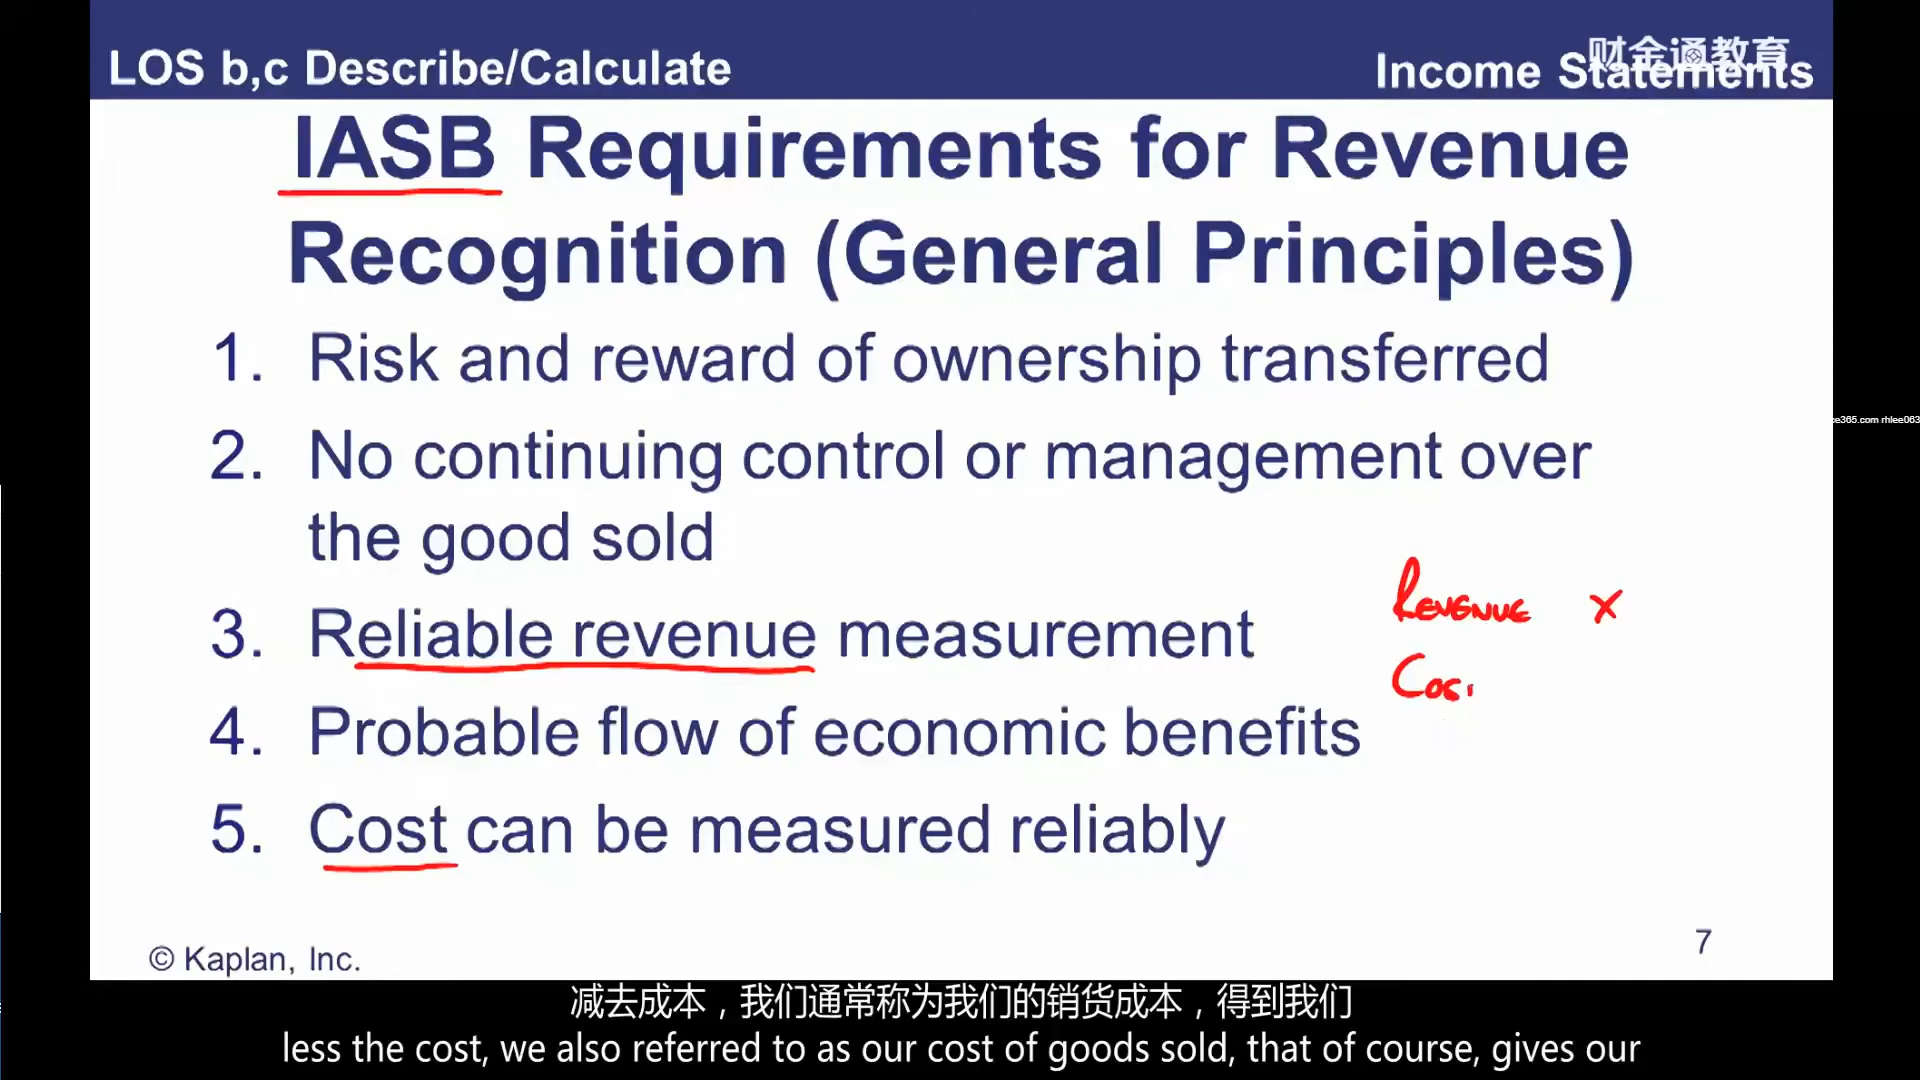 LOS b,c Describe/Calculate
Income Statements
财金通教育
IASB Requirements for Revenue
Recognition (General Principles)
1. Risk and reward of ownership transferred
2. No continuing control or management over
the good sold
3. Reliable revenue measurement
4. Probable flow of economic benefits
5. Cost can be measured reliably
REVENUE X
Cos
© Kaplan, Inc.
7
ce365.com rhlee063
减去成本，我们通常称为我们的销货成本，得到我们
less the cost, we also referred to as our cost of goods sold, that of course, gives our